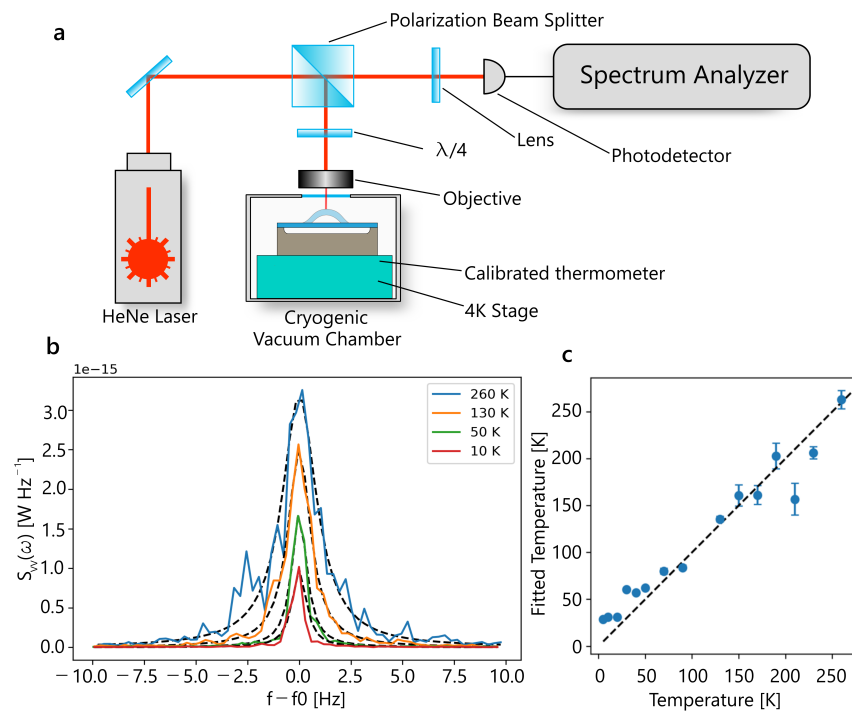 a
Polarization Beam Splitter
Spectrum Analyzer
Lens
Photodetector
λ/4
Objective
Calibrated thermometer
4K Stage
HeNe Laser
Cryogenic
Vacuum Chamber
b
1e−15
S_vv(ω) [W Hz⁻¹]
3.0
2.5
2.0
1.5
1.0
0.5
0.0
260 K
130 K
50 K
10 K
−10.0 −7.5 −5.0 −2.5 0.0 2.5 5.0 7.5 10.0
f−f0 [Hz]
c
Fitted Temperature [K]
250
200
150
100
50
0
0 50 100 150 200 250
Temperature [K]